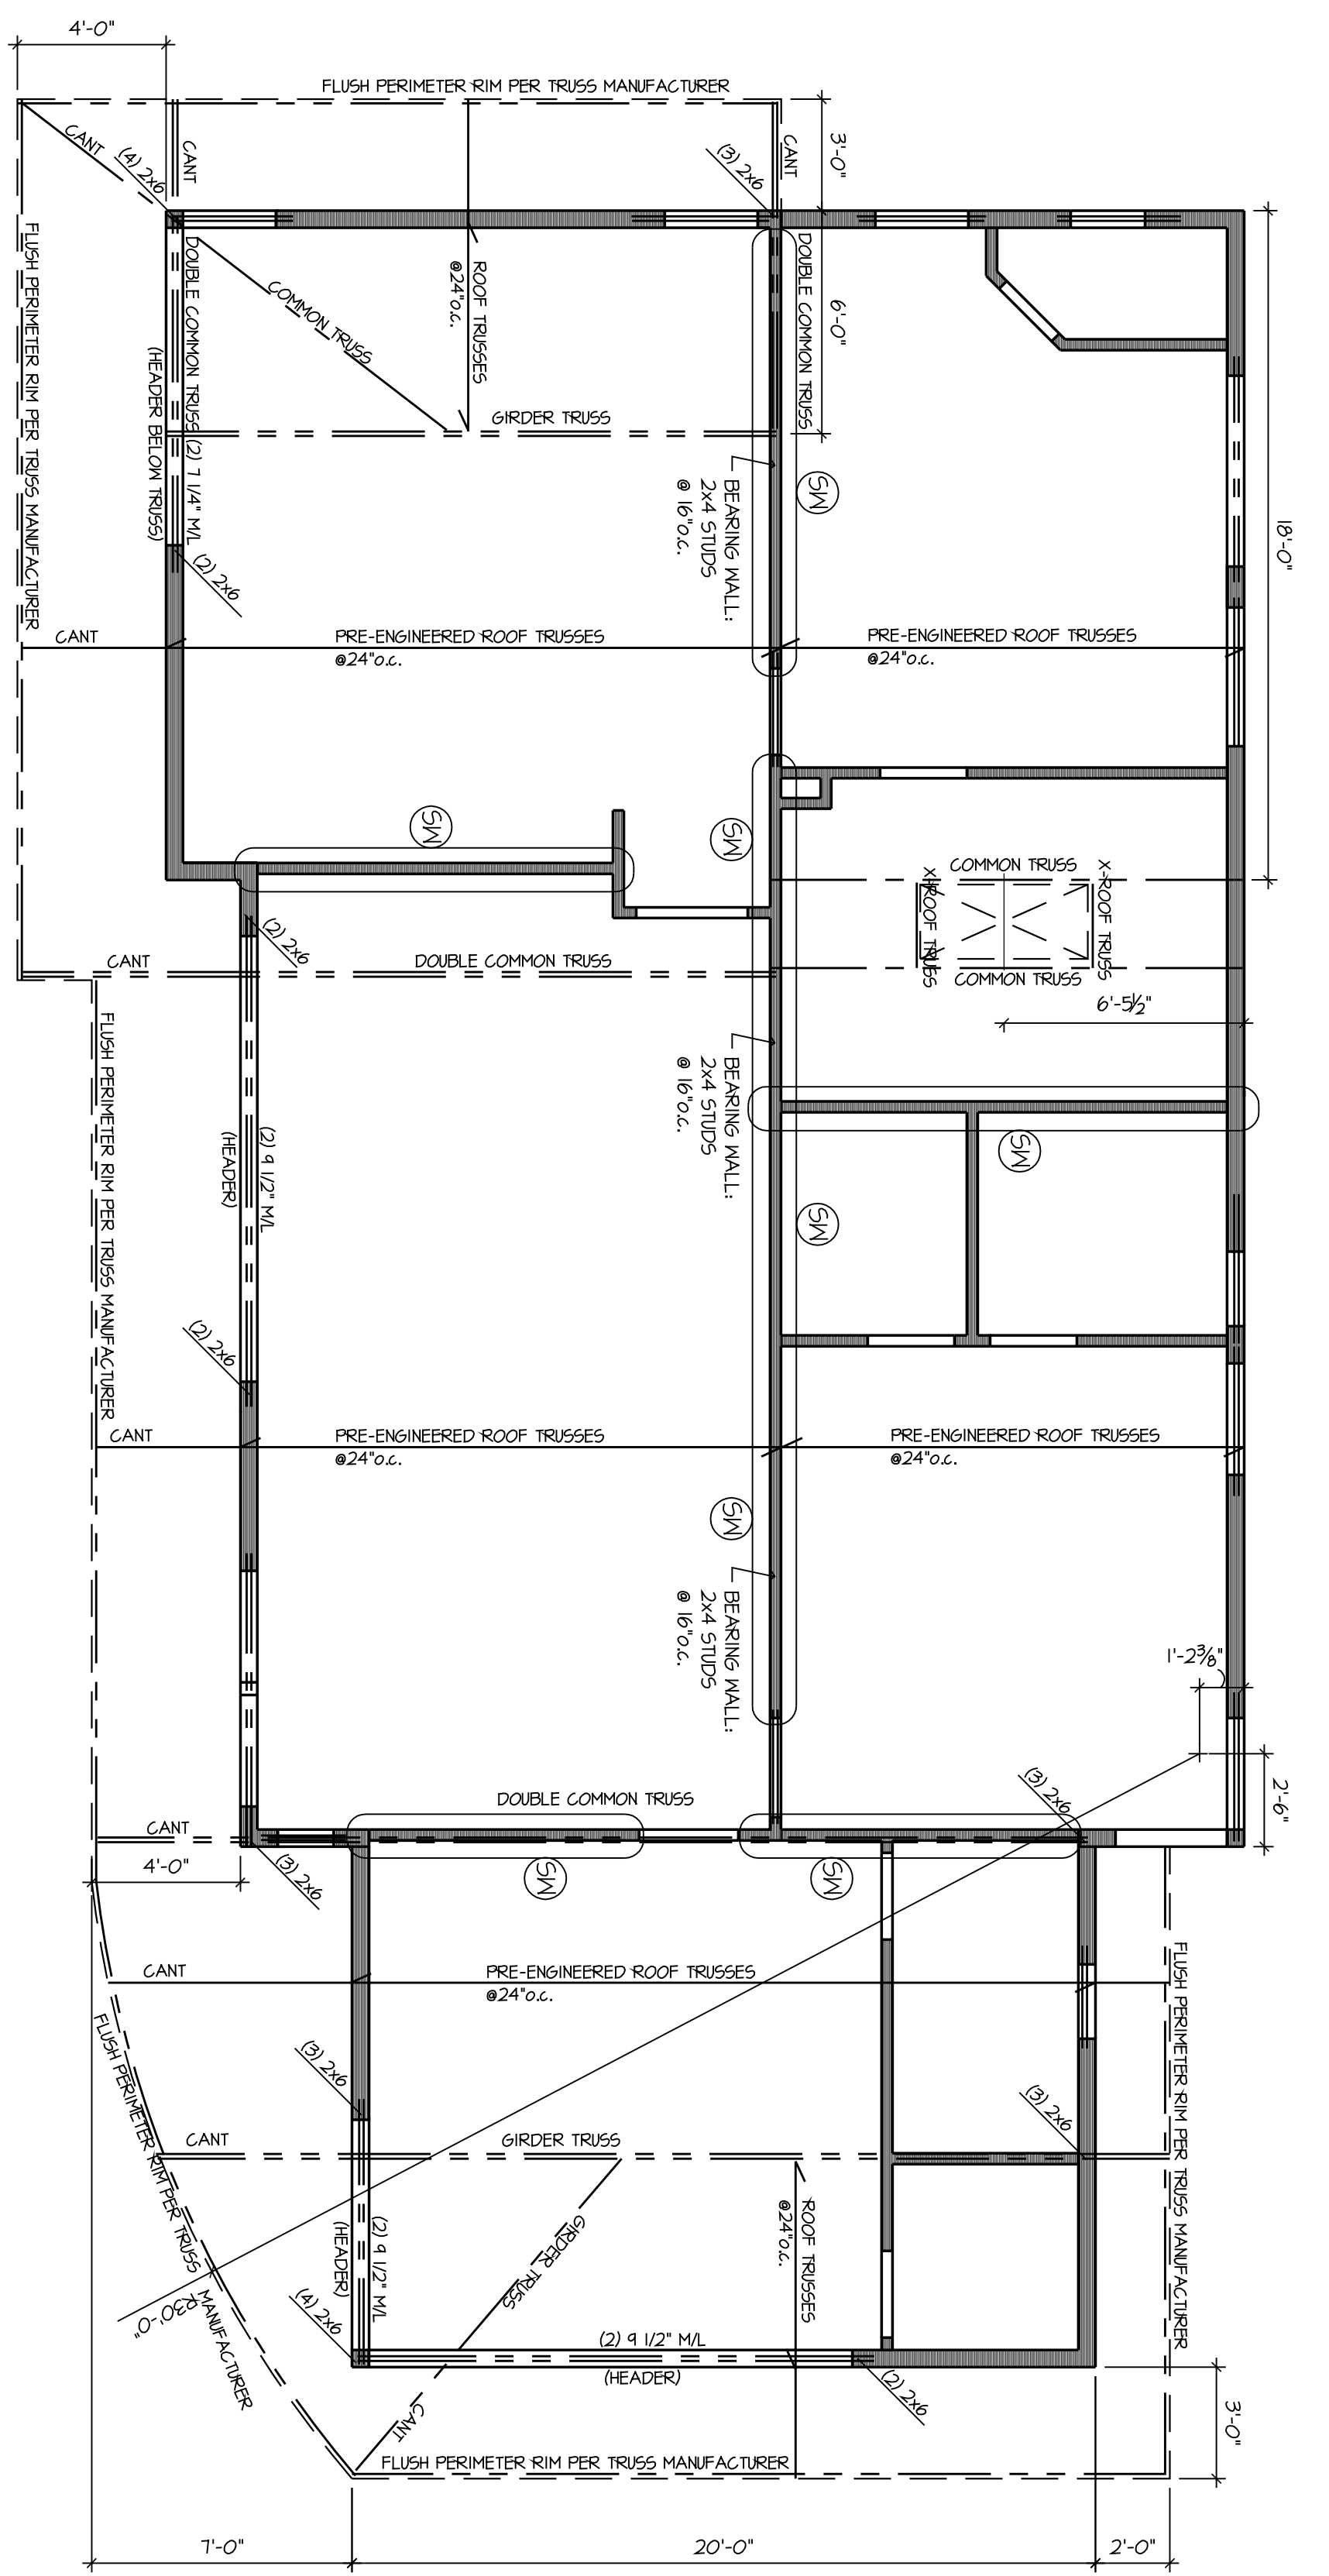 4'-0"
FLUSH PERIMETER RIM PER TRUSS MANUFACTURER
CANT
(4) 2x6
CANT
(3) 2x6
CANT
3'-0"
FLUSH PERIMETER RIM PER TRUSS MANUFACTURER
DOUBLE COMMON TRUSS
(2) 7 1/4" M/L
(HEADER BELOW TRUSS)
COMMON TRUSS
ROOF TRUSSES
@24"o.c.
DOUBLE COMMON TRUSS
6'-0"
GIRDER TRUSS
BEARING WALL:
2x4 STUDS
@ 16"o.c.
SW
18'-0"
(2) 2x6
CANT
PRE-ENGINEERED ROOF TRUSSES
@24"o.c.
PRE-ENGINEERED ROOF TRUSSES
@24"o.c.
SW
SW
COMMON TRUSS
X-ROOF TRUSS
X-ROOF TRUSS
COMMON TRUSS
(2) 2x6
CANT
DOUBLE COMMON TRUSS
6'-5½"
FLUSH PERIMETER RIM PER TRUSS MANUFACTURER
BEARING WALL:
2x4 STUDS
@ 16"o.c.
(2) 9 1/2" M/L
(HEADER)
SW
SW
(2) 2x6
CANT
PRE-ENGINEERED ROOF TRUSSES
@24"o.c.
PRE-ENGINEERED ROOF TRUSSES
@24"o.c.
SW
BEARING WALL:
2x4 STUDS
@ 16"o.c.
1'-2⅜"
2'-6"
DOUBLE COMMON TRUSS
(3) 2x6
CANT
4'-0"
(3) 2x6
SW
SW
CANT
PRE-ENGINEERED ROOF TRUSSES
@24"o.c.
FLUSH PERIMETER RIM PER TRUSS MANUFACTURER
FLUSH PERIMETER RIM PER TRUSS MANUFACTURER
(3) 2x6
(3) 2x6
CANT
GIRDER TRUSS
GIRDER TRUSS
ROOF TRUSSES
@24"o.c.
(2) 9 1/2" M/L
(HEADER)
R30'-0"
(4) 2x6
(2) 9 1/2" M/L
(HEADER)
(2) 2x6
CANT
3'-0"
FLUSH PERIMETER RIM PER TRUSS MANUFACTURER
7'-0"
20'-0"
2'-0"